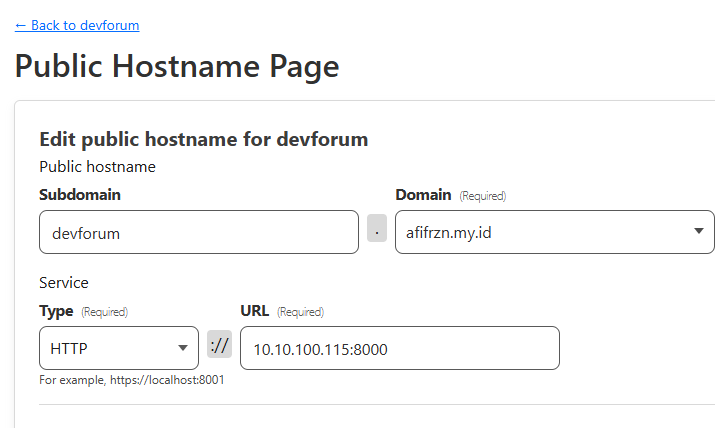 ← Back to devforum
Public Hostname Page
Edit public hostname for devforum
Public hostname
Subdomain
Domain (Required)
devforum
.
afifrzn.my.id
Service
Type (Required)
URL (Required)
HTTP
://
10.10.100.115:8000
For example, https://localhost:8001